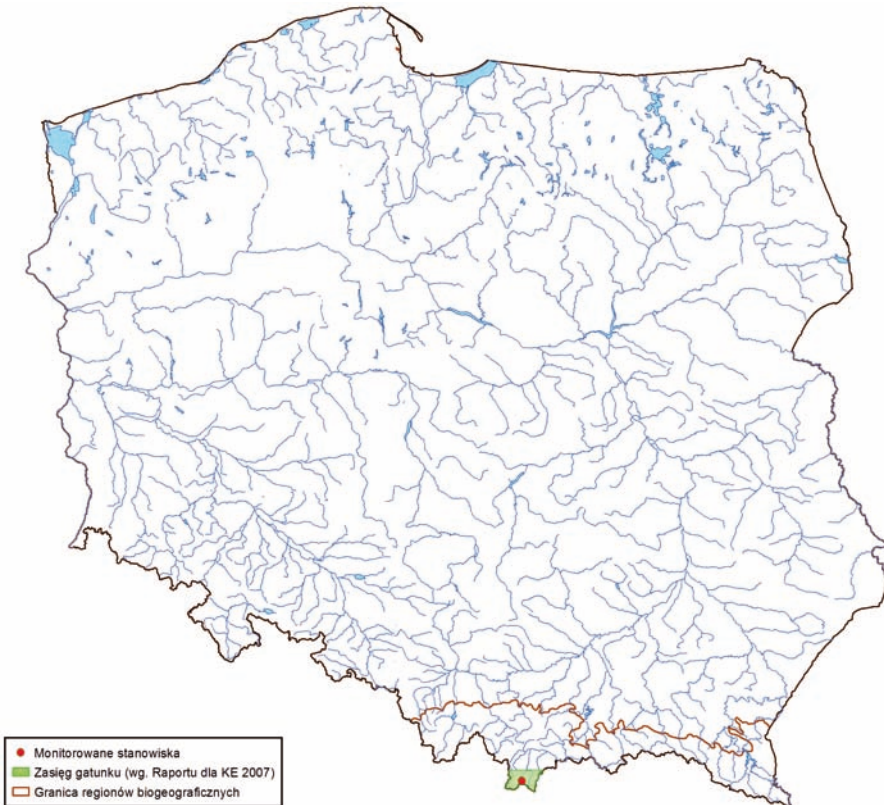 Monitorowane stanowiska
Zasięg gatunku (wg. Raportu dla KE 2007)
Granica regionów biogeograficznych